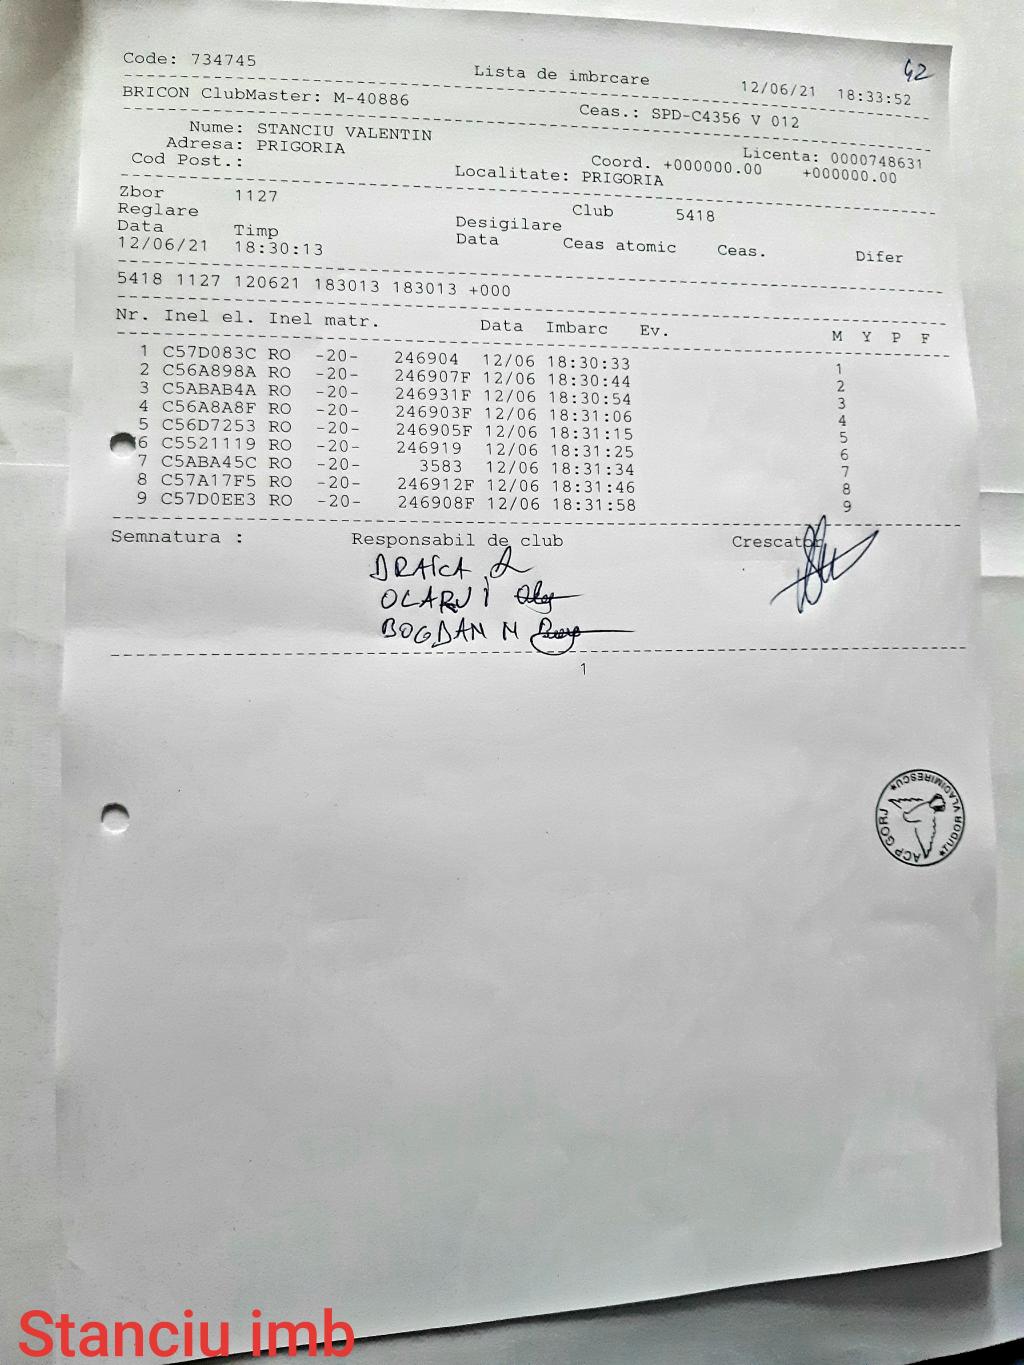 42
Code: 734745 Lista de imbrcare 12/06/21 18:33:52
BRICON ClubMaster: M-40886 Ceas.: SPD-C4356 V 012
Nume: STANCIU VALENTIN Licenta: 0000748631
Adresa: PRIGORIA Coord. +000000.00 +000000.00
Cod Post.: Localitate: PRIGORIA
Zbor 1127 Club 5418
Reglare Desigilare
Data Timp Data Ceas atomic Ceas. Difer
12/06/21 18:30:13
5418 1127 120621 183013 183013 +000
Nr. Inel el. Inel matr. Data Imbarc Ev. M Y P F
1 C57D083C RO -20- 246904 12/06 18:30:33 1
2 C56A898A RO -20- 246907F 12/06 18:30:44 2
3 C5ABAB4A RO -20- 246931F 12/06 18:30:54 3
4 C56A8A8F RO -20- 246903F 12/06 18:31:06 4
5 C56D7253 RO -20- 246905F 12/06 18:31:15 5
6 C5521119 RO -20- 246919 12/06 18:31:25 6
7 C5ABA45C RO -20- 3583 12/06 18:31:34 7
8 C57A17F5 RO -20- 246912F 12/06 18:31:46 8
9 C57D0EE3 RO -20- 246908F 12/06 18:31:58 9
Semnatura : Responsabil de club Crescator
DRAICA
OLARU I
BOGDAN M
1
ACP GORJ *TUDOR VLADIMIRESCU*
Stanciu imb